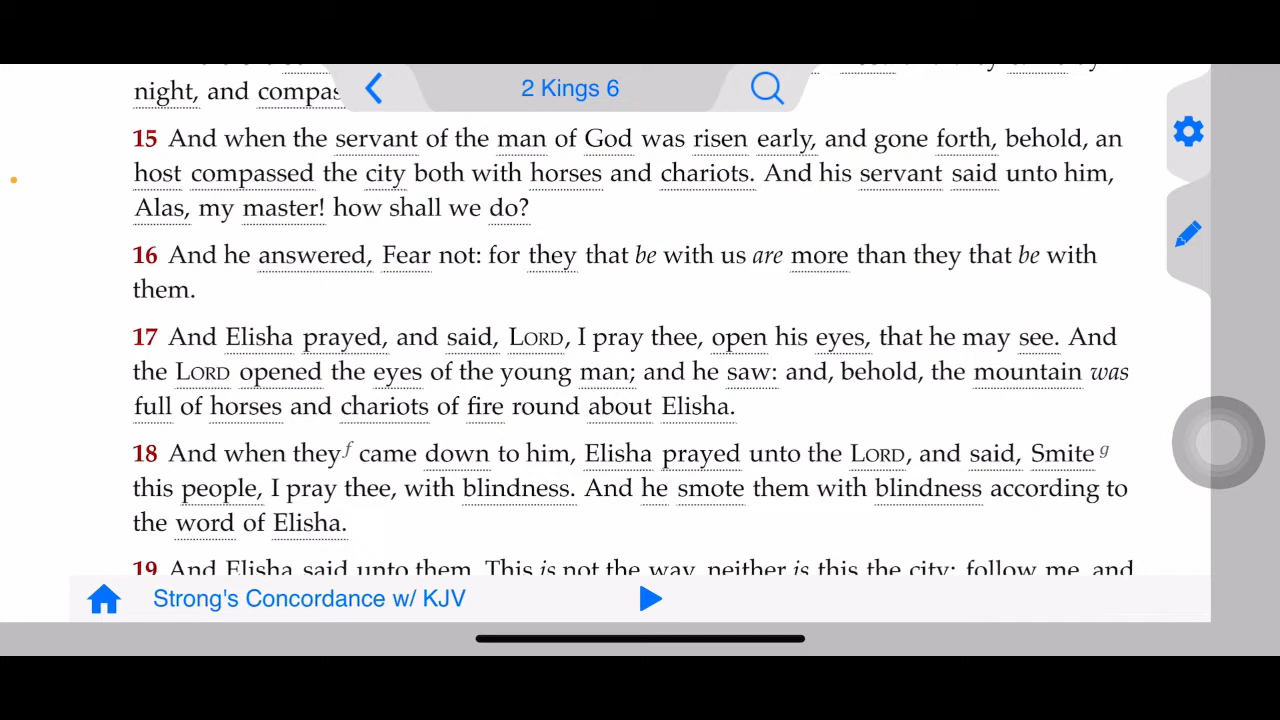 2 Kings 6
night, and compas
15 And when the servant of the man of God was risen early, and gone forth, behold, an
host compassed the city both with horses and chariots. And his servant said unto him,
Alas, my master! how shall we do?
16 And he answered, Fear not: for they that be with us are more than they that be with
them.
17 And Elisha prayed, and said, LORD, I pray thee, open his eyes, that he may see. And
the LORD opened the eyes of the young man; and he saw: and, behold, the mountain was
full of horses and chariots of fire round about Elisha.
18 And when they f came down to him, Elisha prayed unto the LORD, and said, Smite g
this people, I pray thee, with blindness. And he smote them with blindness according to
the word of Elisha.
19 And Elisha said unto them, This is not the way, neither is this the city: follow me, and
Strong's Concordance w/ KJV